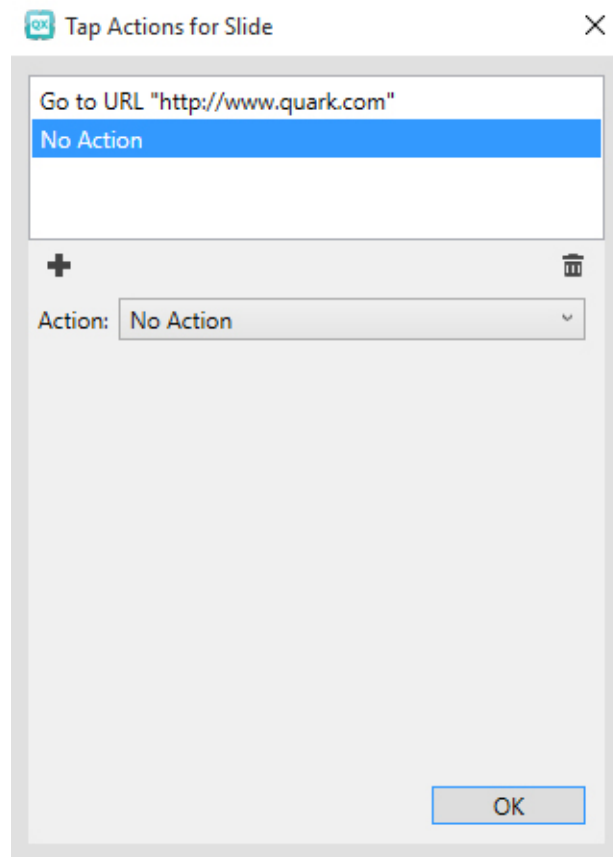 QX Tap Actions for Slide
Go to URL "http://www.quark.com"
No Action
Action: No Action
OK